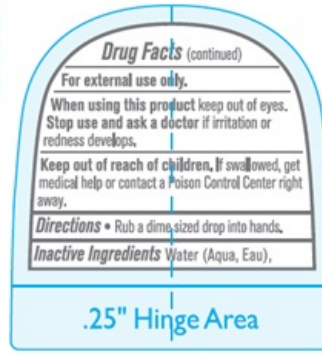 Drug Facts (continued)
For external use only.
When using this product keep out of eyes.
Stop use and ask a doctor if irritation or
redness develops.
Keep out of reach of children. If swallowed, get
medical help or contact a Poison Control Center right
away.
Directions • Rub a dime sized drop into hands.
Inactive Ingredients Water (Aqua, Eau),
.25" Hinge Area